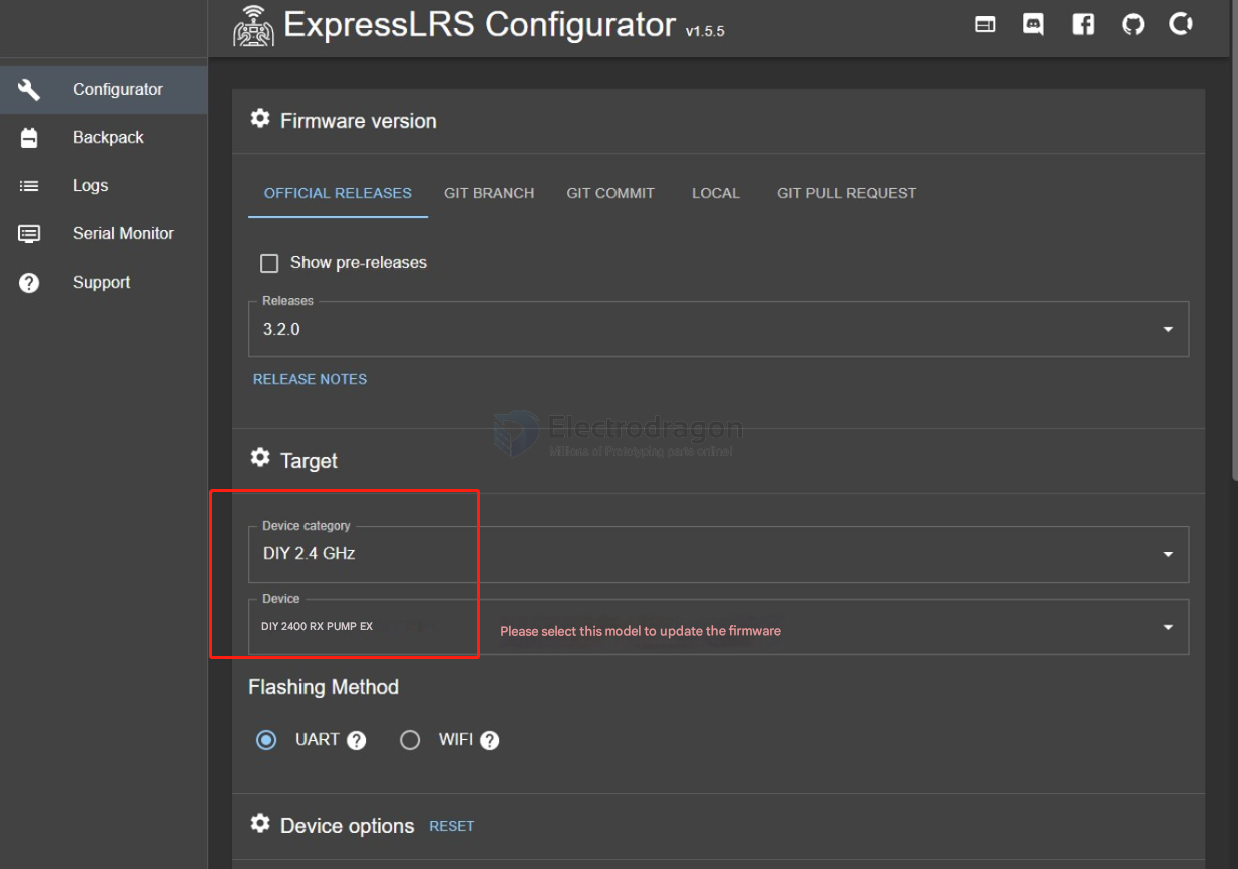 ExpressLRS Configurator v1.5.5
Configurator
Backpack
Logs
Serial Monitor
Support
Firmware version
OFFICIAL RELEASES GIT BRANCH GIT COMMIT LOCAL GIT PULL REQUEST
Show pre-releases
Releases
3.2.0
RELEASE NOTES
Electrodragon
Millions of Prototyping parts online!
Target
Device category
DIY 2.4 GHz
Device
DIY 2400 RX PUMP EX
Please select this model to update the firmware
Flashing Method
UART ? WIFI ?
Device options RESET